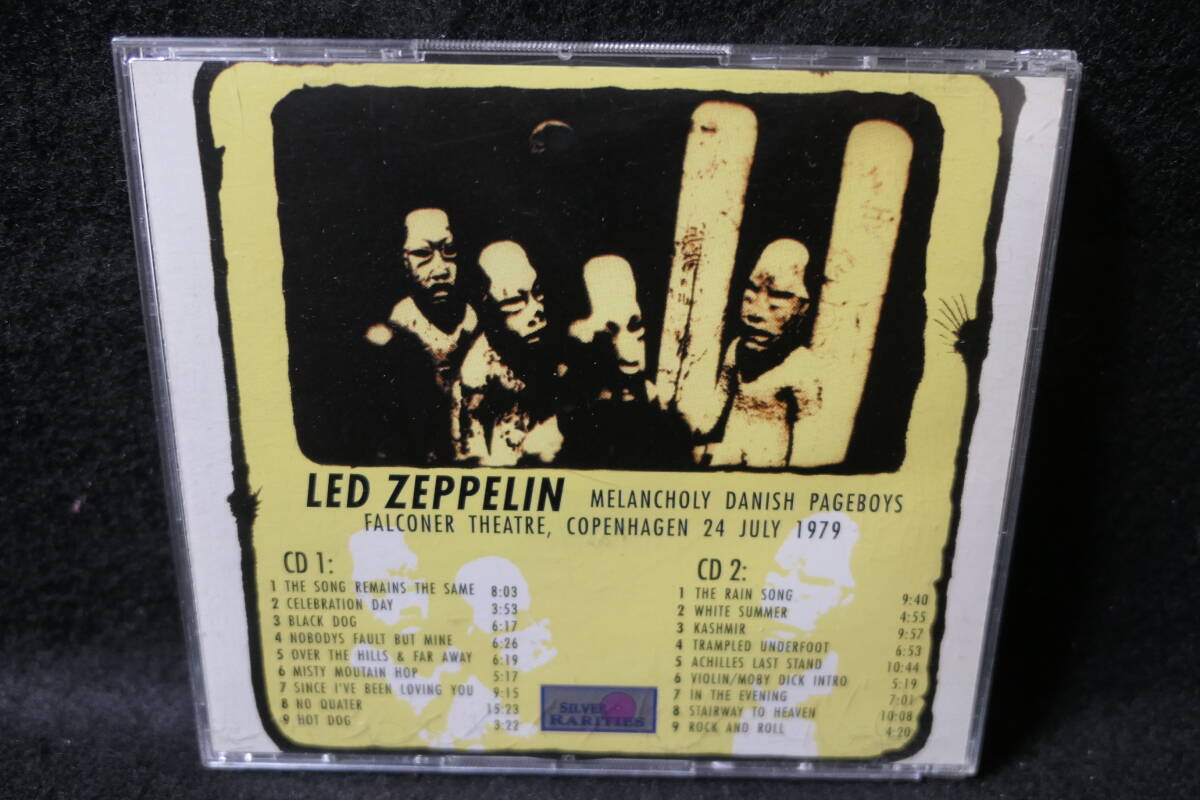 LED ZEPPELIN MELANCHOLY DANISH PAGEBOYS
FALCONER THEATRE, COPENHAGEN 24 JULY 1979
CD 1:
1 THE SONG REMAINS THE SAME 8:03
2 CELEBRATION DAY 3:53
3 BLACK DOG 6:17
4 NOBODYS FAULT BUT MINE 6:26
5 OVER THE HILLS & FAR AWAY 6:19
6 MISTY MOUTAIN HOP 5:17
7 SINCE I'VE BEEN LOVING YOU 9:15
8 NO QUATER 15:23
9 HOT DOG 3:22
CD 2:
1 THE RAIN SONG 9:40
2 WHITE SUMMER 4:55
3 KASHMIR 9:57
4 TRAMPLED UNDERFOOT 6:53
5 ACHILLES LAST STAND 10:44
6 VIOLIN/MOBY DICK INTRO 5:19
7 IN THE EVENING 7:01
8 STAIRWAY TO HEAVEN 10:08
9 ROCK AND ROLL 4:20
SILVER
RARITIES